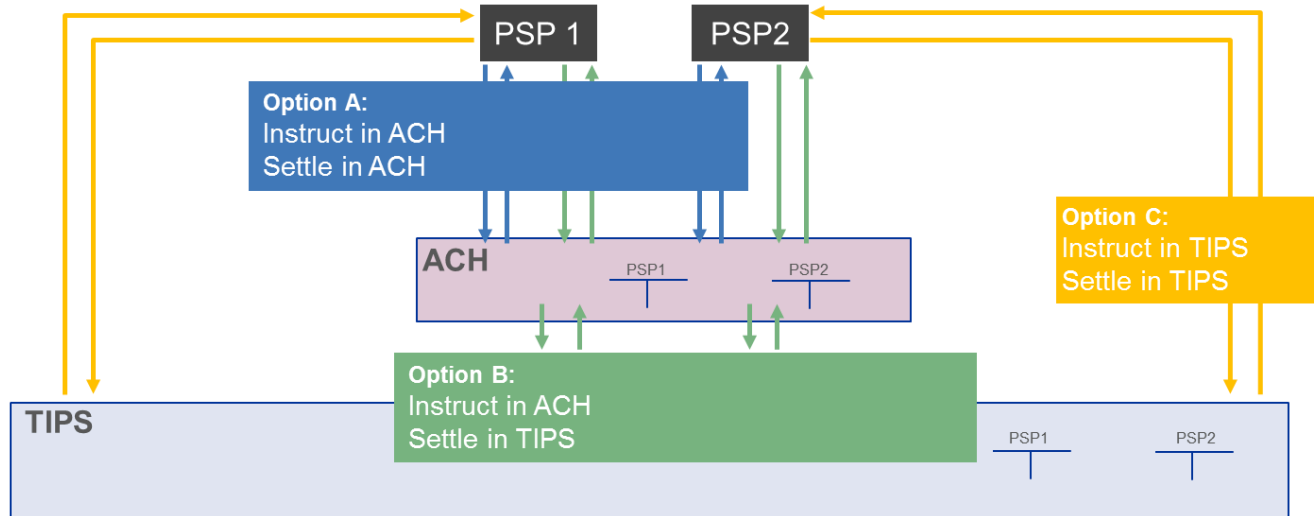 PSP 1
PSP2
Option A:
Instruct in ACH
Settle in ACH
Option C:
Instruct in TIPS
Settle in TIPS
ACH
PSP1
PSP2
Option B:
Instruct in ACH
Settle in TIPS
TIPS
PSP1
PSP2